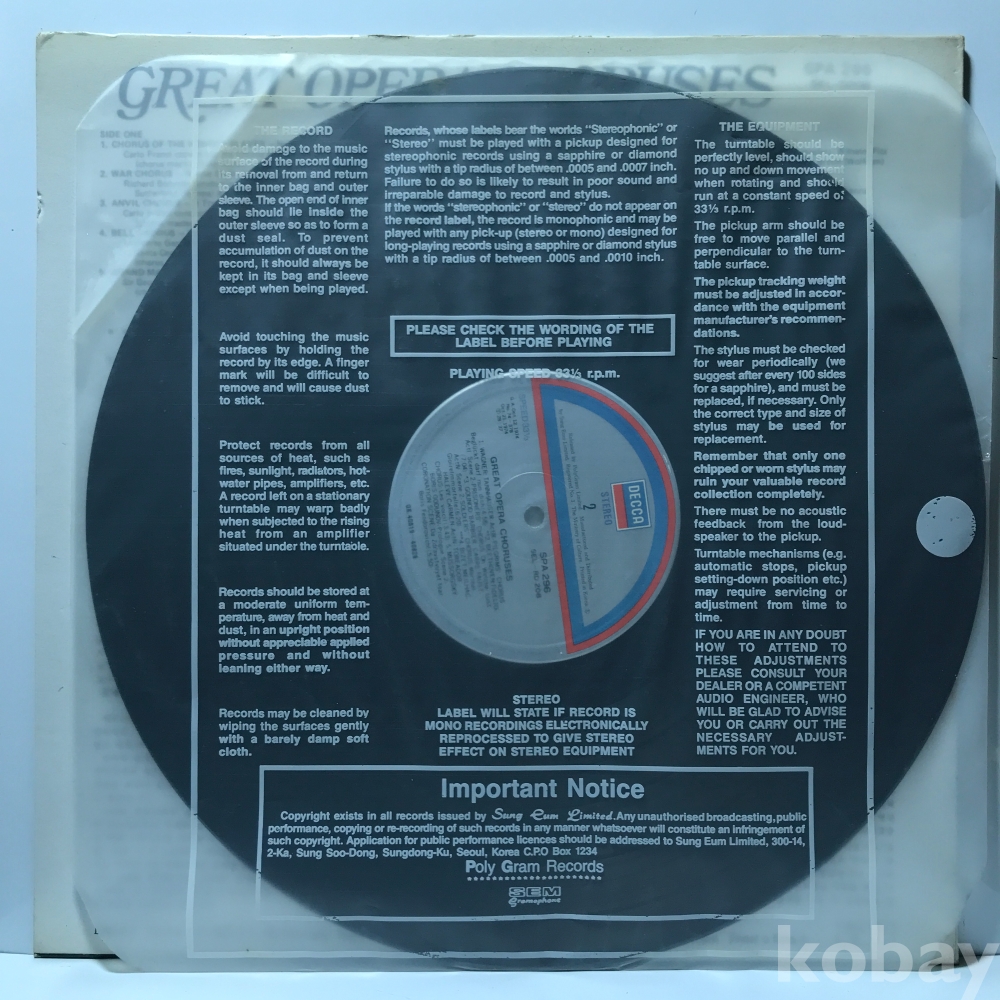 GREAT OPER
SPA 296
SIDE ONE
1. CHORUS OF THE
2. WAR CHORUS
3. ANVIL
4. BELL
THE RECORD
Avoid damage to the music
surface of the record during
its removal from and return
to the inner bag and outer
sleeve. The open end of inner
bag should lie inside the
outer sleeve so as to form a
dust seal. To prevent
accumulation of dust on the
record, it should always be
kept in its bag and sleeve
except when being played.
Avoid touching the music
surfaces by holding the
record by its edge. A finger
mark will be difficult to
remove and will cause dust
to stick.
Protect records from all
sources of heat, such as
fires, sunlight, radiators, hot-
water pipes, amplifiers, etc.
A record left on a stationary
turntable may warp badly
when subjected to the rising
heat from an amplifier
situated under the turntable.
Records should be stored at
a moderate uniform tem-
perature, away from heat and
dust, in an upright position
without appreciable applied
pressure and without
leaning either way.
Records may be cleaned by
wiping the surfaces gently
with a barely damp soft
cloth.
Records, whose labels bear the worlds "Stereophonic" or
"Stereo" must be played with a pickup designed for
stereophonic records using a sapphire or diamond
stylus with a tip radius of between .0005 and .0007 inch.
Failure to do so is likely to result in poor sound and
irreparable damage to record and stylus.
If the words "stereophonic" or "stereo" do not appear on
the record label, the record is monophonic and may be
played with any pick-up (stereo or mono) designed for
long-playing records using a sapphire or diamond stylus
with a tip radius of between .0005 and .0010 inch.
PLEASE CHECK THE WORDING OF THE
LABEL BEFORE PLAYING
PLAYING SPEED 33⅓ r.p.m.
DECCA
STEREO
2
SPA 296
GREAT OPERA CHORUSES
STEREO
LABEL WILL STATE IF RECORD IS
MONO RECORDINGS ELECTRONICALLY
REPROCESSED TO GIVE STEREO
EFFECT ON STEREO EQUIPMENT
THE EQUIPMENT
The turntable should be
perfectly level, should show
no up and down movement
when rotating and should
run at a constant speed of
33⅓ r.p.m.
The pickup arm should be
free to move parallel and
perpendicular to the turn-
table surface.
The pickup tracking weight
must be adjusted in accor-
dance with the equipment
manufacturer's recommen-
dations.
The stylus must be checked
for wear periodically (we
suggest after every 100 sides
for a sapphire), and must be
replaced, if necessary. Only
the correct type and size of
stylus may be used for
replacement.
Remember that only one
chipped or worn stylus may
ruin your valuable record
collection completely.
There must be no acoustic
feedback from the loud-
speaker to the pickup.
Turntable mechanisms (e.g.
automatic stops, pickup
setting-down position etc.)
may require servicing or
adjustment from time to
time.
IF YOU ARE IN ANY DOUBT
HOW TO ATTEND TO
THESE ADJUSTMENTS
PLEASE CONSULT YOUR
DEALER OR A COMPETENT
AUDIO ENGINEER, WHO
WILL BE GLAD TO ADVISE
YOU OR CARRY OUT THE
NECESSARY ADJUST-
MENTS FOR YOU.
Important Notice
Copyright exists in all records issued by Sung Eum Limited. Any unauthorised broadcasting, public
performance, copying or re-recording of such records in any manner whatsoever will constitute an infringement of
such copyright. Application for public performance licences should be addressed to Sung Eum Limited, 300-14,
2-Ka, Sung Soo-Dong, Sungdong-Ku, Seoul, Korea C.P.O Box 1234
Poly Gram Records
SEM
Gramophone
kobay